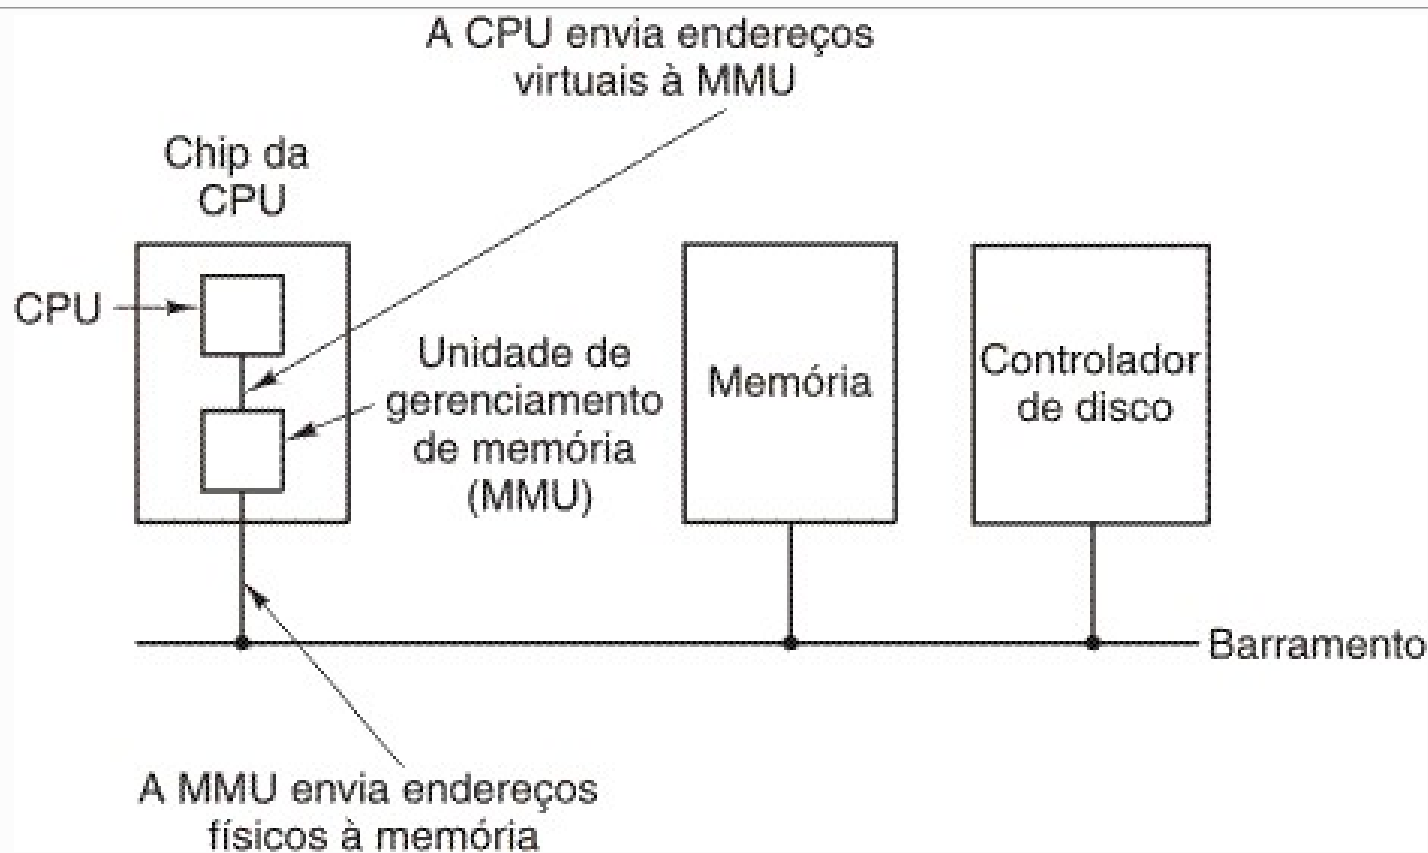 A CPU envia endereços
virtuais à MMU
Chip da
CPU
CPU
Unidade de
gerenciamento
de memória
(MMU)
Memória
Controlador
de disco
Barramento
A MMU envia endereços
físicos à memória